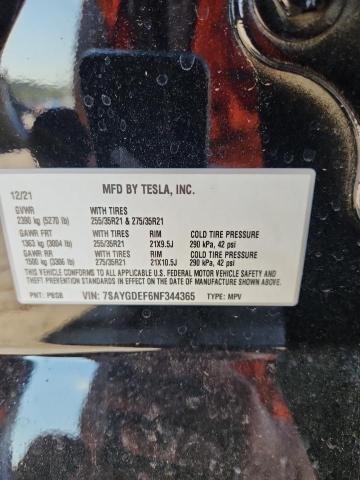 12/21 MFD BY TESLA, INC.
GVWR WITH TIRES
2390 kg (5270 lb) 255/35R21 & 275/35R21
GAWR FRT WITH TIRES RIM COLD TIRE PRESSURE
1363 kg (3004 lb) 255/35R21 21X9.5J 290 kPa, 42 psi
GAWR RR WITH TIRES RIM COLD TIRE PRESSURE
1500 kg (3306 lb) 275/35R21 21X10.5J 290 kPa, 42 psi
THIS VEHICLE CONFORMS TO ALL APPLICABLE U.S. FEDERAL MOTOR VEHICLE SAFETY
AND THEFT PREVENTION STANDARDS IN EFFECT ON THE DATE OF
MANUFACTURE SHOWN ABOVE.
PNT: PBSB VIN: 7SAYGDEF6NF344365 TYPE: MPV